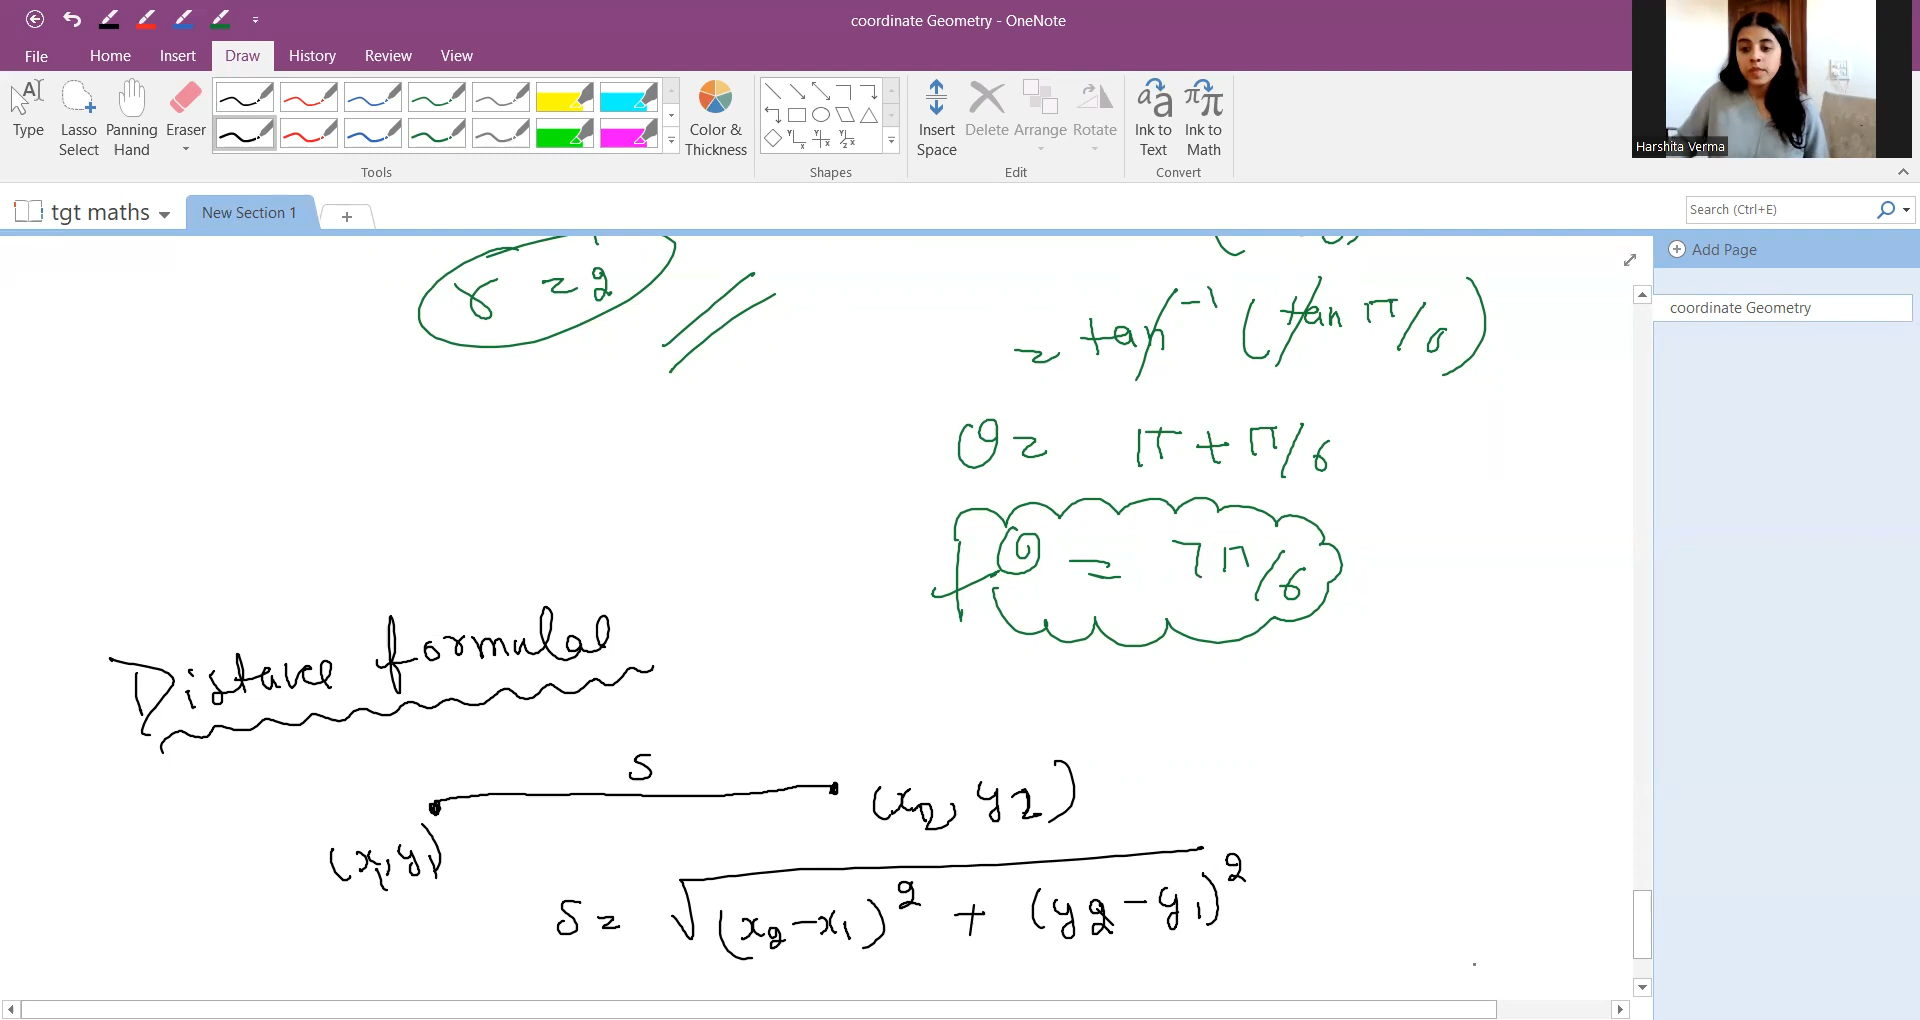 coordinate Geometry - OneNote
File Home Insert Draw History Review View
Type
Lasso Select
Panning Hand
Eraser
Color & Thickness
Insert Space
Delete
Arrange
Rotate
Ink to Text
Ink to Math
Tools
Shapes
Edit
Convert
Harshita Verma
tgt maths
New Section 1
Search (Ctrl+E)
Add Page
coordinate Geometry
r = 2
= tan⁻¹ (tan π/6)
θ = π + π/6
θ = 7π/6
Distance formula
S
(x₁, y₁)
(x₂, y₂)
S = √(x₂-x₁)² + (y₂-y₁)²